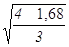 √(4 1,68 / 3)